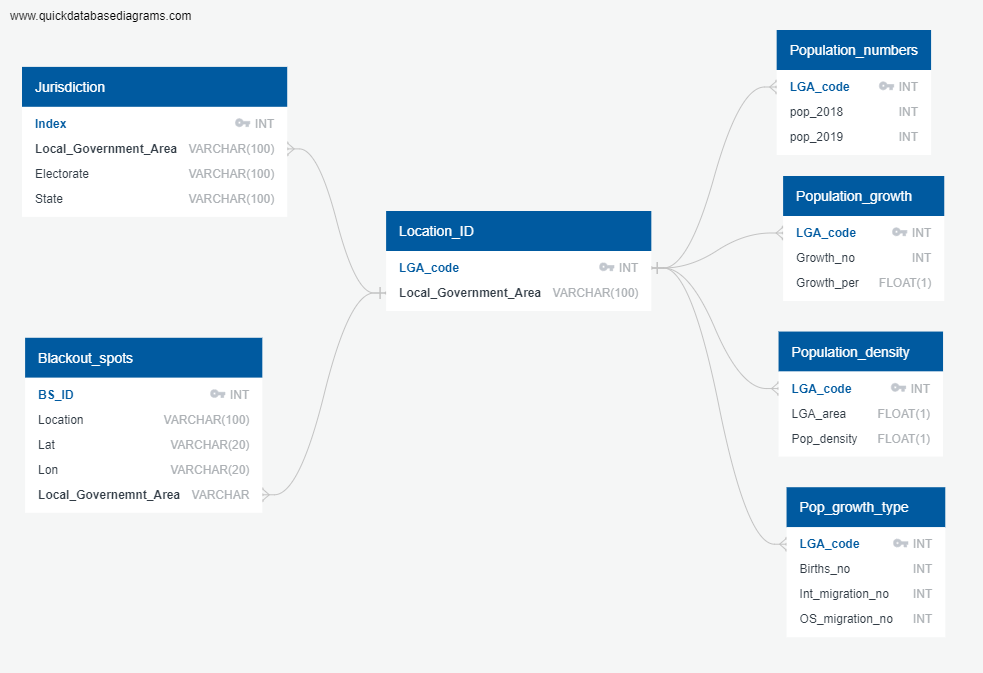 www.quickdatabasediagrams.com
Jurisdiction
Index INT
Local_Government_Area VARCHAR(100)
Electorate VARCHAR(100)
State VARCHAR(100)
Blackout_spots
BS_ID INT
Location VARCHAR(100)
Lat VARCHAR(20)
Lon VARCHAR(20)
Local_Governemnt_Area VARCHAR
Location_ID
LGA_code INT
Local_Government_Area VARCHAR(100)
Population_numbers
LGA_code INT
pop_2018 INT
pop_2019 INT
Population_growth
LGA_code INT
Growth_no INT
Growth_per FLOAT(1)
Population_density
LGA_code INT
LGA_area FLOAT(1)
Pop_density FLOAT(1)
Pop_growth_type
LGA_code INT
Births_no INT
Int_migration_no INT
OS_migration_no INT